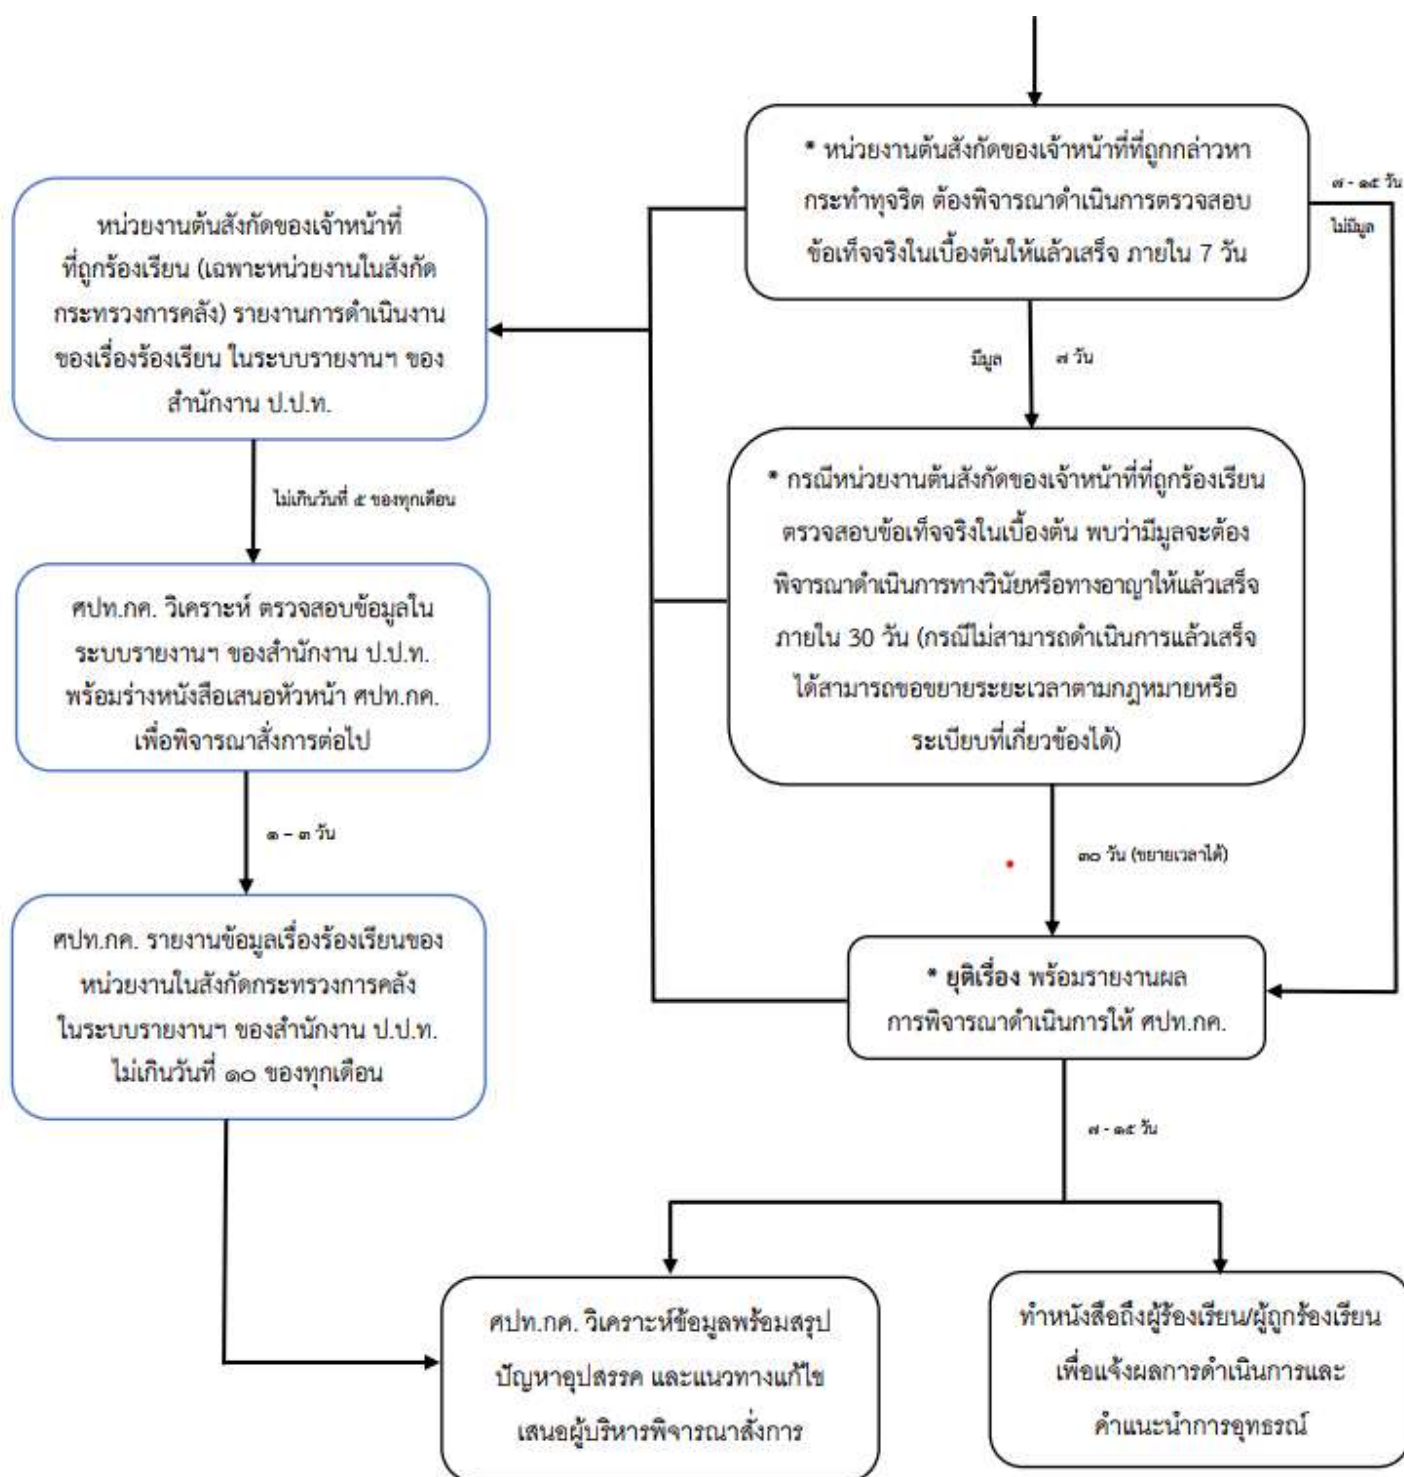 * หน่วยงานต้นสังกัดของเจ้าหน้าที่ที่ถูกกล่าวหา
กระทำทุจริต ต้องพิจารณาดำเนินการตรวจสอบ
ข้อเท็จจริงในเบื้องต้นให้แล้วเสร็จ ภายใน 7 วัน
๗ - ๑๕ วัน
ไม่มีมูล
มีมูล
๗ วัน
* กรณีหน่วยงานต้นสังกัดของเจ้าหน้าที่ที่ถูกร้องเรียน
ตรวจสอบข้อเท็จจริงในเบื้องต้น พบว่ามีมูลจะต้อง
พิจารณาดำเนินการทางวินัยหรือทางอาญาให้แล้วเสร็จ
ภายใน 30 วัน (กรณีไม่สามารถดำเนินการแล้วเสร็จ
ได้สามารถขอขยายระยะเวลาตามกฎหมายหรือ
ระเบียบที่เกี่ยวข้องได้)
๓๐ วัน (ขยายเวลาได้)
* ยุติเรื่อง พร้อมรายงานผล
การพิจารณาดำเนินการให้ ศปท.กค.
๗ - ๑๕ วัน
หน่วยงานต้นสังกัดของเจ้าหน้าที่
ที่ถูกร้องเรียน (เฉพาะหน่วยงานในสังกัด
กระทรวงการคลัง) รายงานการดำเนินงาน
ของเรื่องร้องเรียน ในระบบรายงานฯ ของ
สำนักงาน ป.ป.ท.
ไม่เกินวันที่ ๕ ของทุกเดือน
ศปท.กค. วิเคราะห์ ตรวจสอบข้อมูลใน
ระบบรายงานฯ ของสำนักงาน ป.ป.ท.
พร้อมร่างหนังสือเสนอหัวหน้า ศปท.กค.
เพื่อพิจารณาสั่งการต่อไป
๑ – ๓ วัน
ศปท.กค. รายงานข้อมูลเรื่องร้องเรียนของ
หน่วยงานในสังกัดกระทรวงการคลัง
ในระบบรายงานฯ ของสำนักงาน ป.ป.ท.
ไม่เกินวันที่ ๑๐ ของทุกเดือน
ศปท.กค. วิเคราะห์ข้อมูลพร้อมสรุป
ปัญหาอุปสรรค และแนวทางแก้ไข
เสนอผู้บริหารพิจารณาสั่งการ
ทำหนังสือถึงผู้ร้องเรียน/ผู้ถูกร้องเรียน
เพื่อแจ้งผลการดำเนินการและ
คำแนะนำการอุทธรณ์